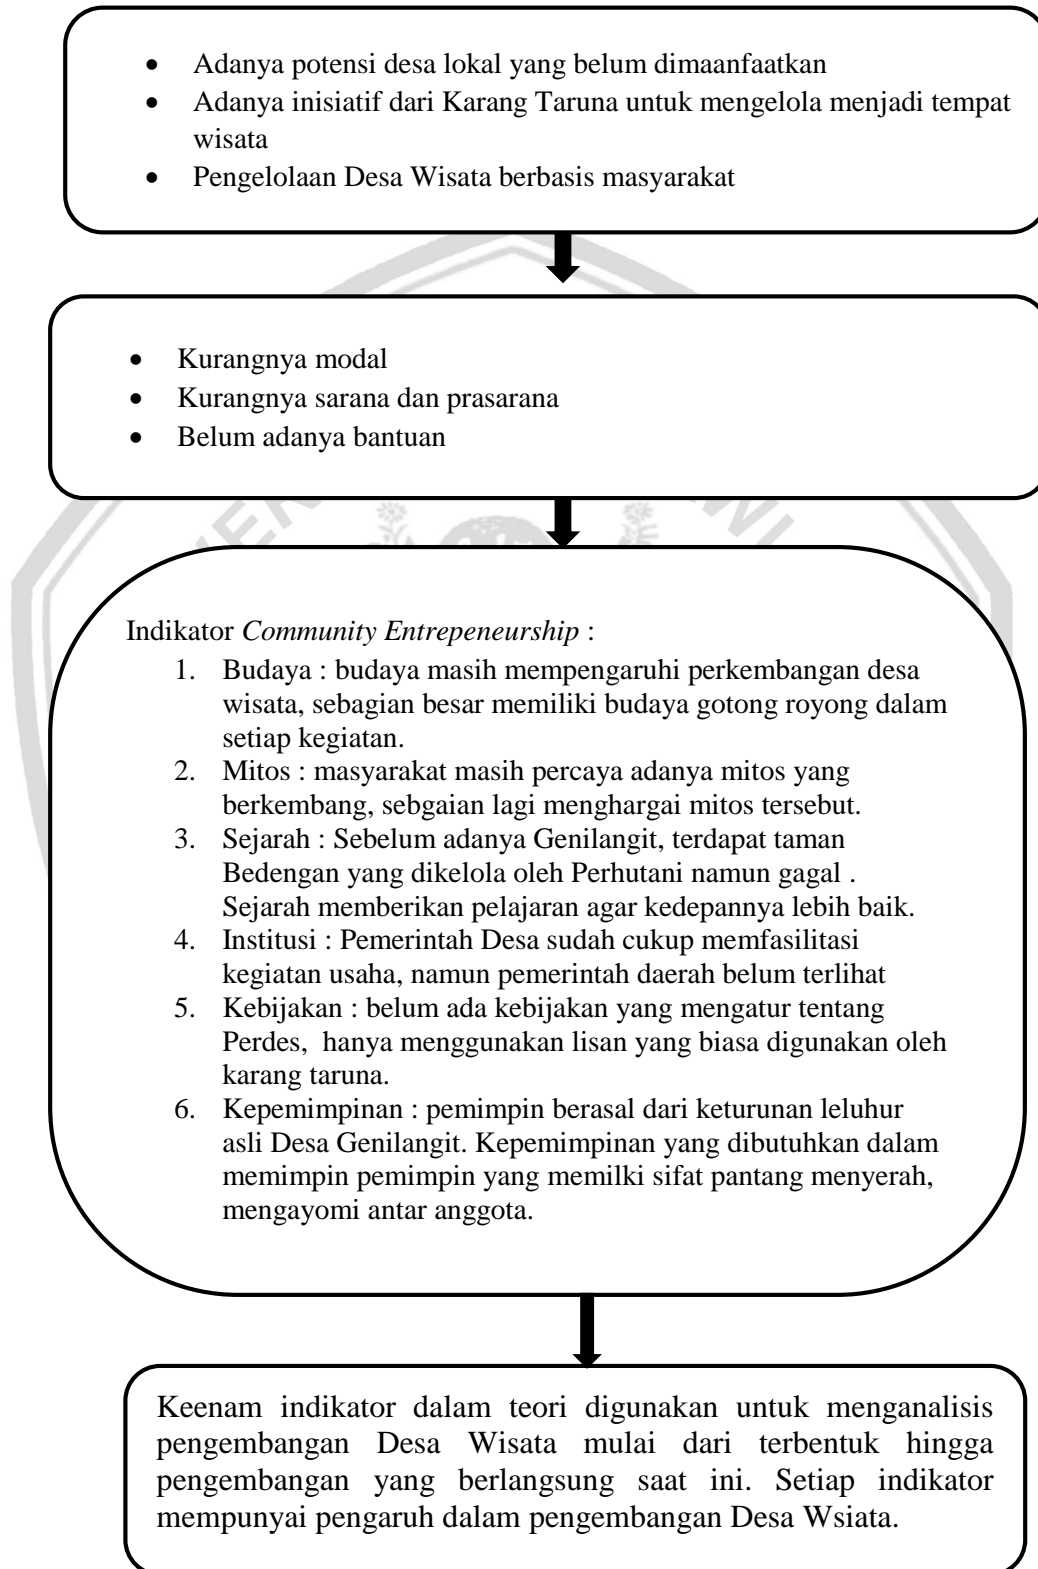 • Adanya potensi desa lokal yang belum dimaanfaatkan
• Adanya inisiatif dari Karang Taruna untuk mengelola menjadi tempat
wisata
• Pengelolaan Desa Wisata berbasis masyarakat
• Kurangnya modal
• Kurangnya sarana dan prasarana
• Belum adanya bantuan
Indikator Community Entrepeneurship :
1. Budaya : budaya masih mempengaruhi perkembangan desa
wisata, sebagian besar memiliki budaya gotong royong dalam
setiap kegiatan.
2. Mitos : masyarakat masih percaya adanya mitos yang
berkembang, sebgaian lagi menghargai mitos tersebut.
3. Sejarah : Sebelum adanya Genilangit, terdapat taman
Bedengan yang dikelola oleh Perhutani namun gagal .
Sejarah memberikan pelajaran agar kedepannya lebih baik.
4. Institusi : Pemerintah Desa sudah cukup memfasilitasi
kegiatan usaha, namun pemerintah daerah belum terlihat
5. Kebijakan : belum ada kebijakan yang mengatur tentang
Perdes, hanya menggunakan lisan yang biasa digunakan oleh
karang taruna.
6. Kepemimpinan : pemimpin berasal dari keturunan leluhur
asli Desa Genilangit. Kepemimpinan yang dibutuhkan dalam
memimpin pemimpin yang memilki sifat pantang menyerah,
mengayomi antar anggota.
Keenam indikator dalam teori digunakan untuk menganalisis
pengembangan Desa Wisata mulai dari terbentuk hingga
pengembangan yang berlangsung saat ini. Setiap indikator
mempunyai pengaruh dalam pengembangan Desa Wsiata.